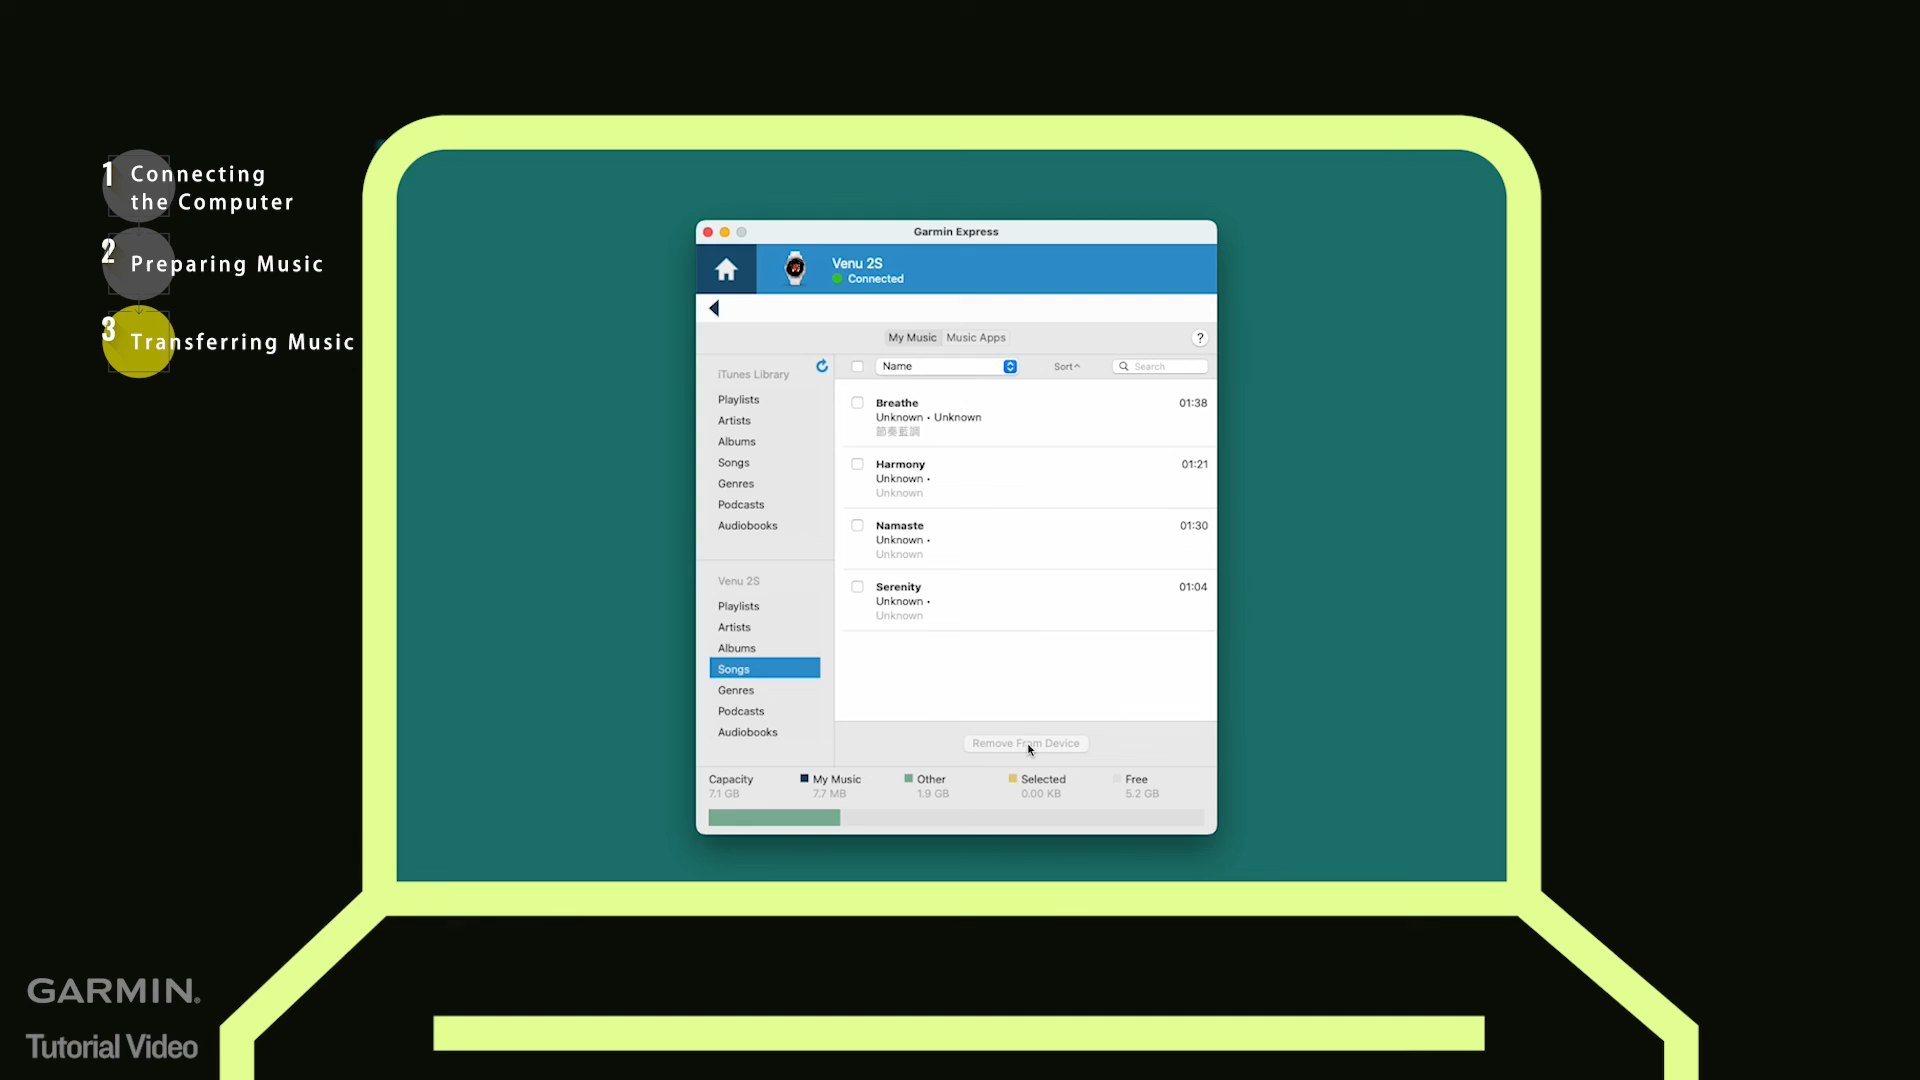 1 Connecting
the Computer
2 Preparing Music
3 Transferring Music
Garmin Express
Venu 2S
Connected
My Music Music Apps ?
iTunes Library
Playlists
Artists
Albums
Songs
Genres
Podcasts
Audiobooks
Venu 2S
Playlists
Artists
Albums
Songs
Genres
Podcasts
Audiobooks
Name Sort^ Search
Breathe 01:38
Unknown • Unknown
節奏藍調
Harmony 01:21
Unknown •
Unknown
Namaste 01:30
Unknown •
Unknown
Serenity 01:04
Unknown •
Unknown
Remove From Device
Capacity My Music Other Selected Free
7.1 GB 7.7 MB 1.9 GB 0.00 KB 5.2 GB
GARMIN®
Tutorial Video